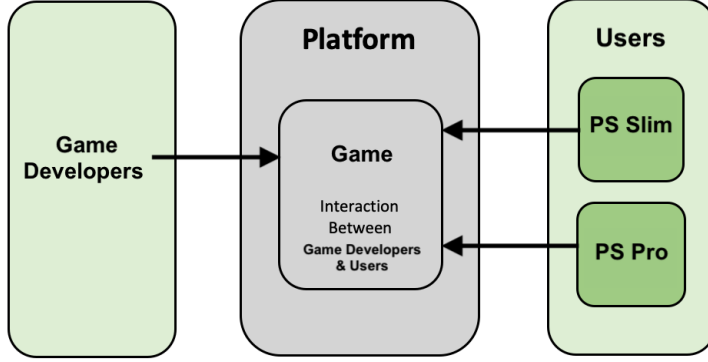 Game
Developers
Platform
Game
Interaction
Between
Game Developers
& Users
Users
PS Slim
PS Pro